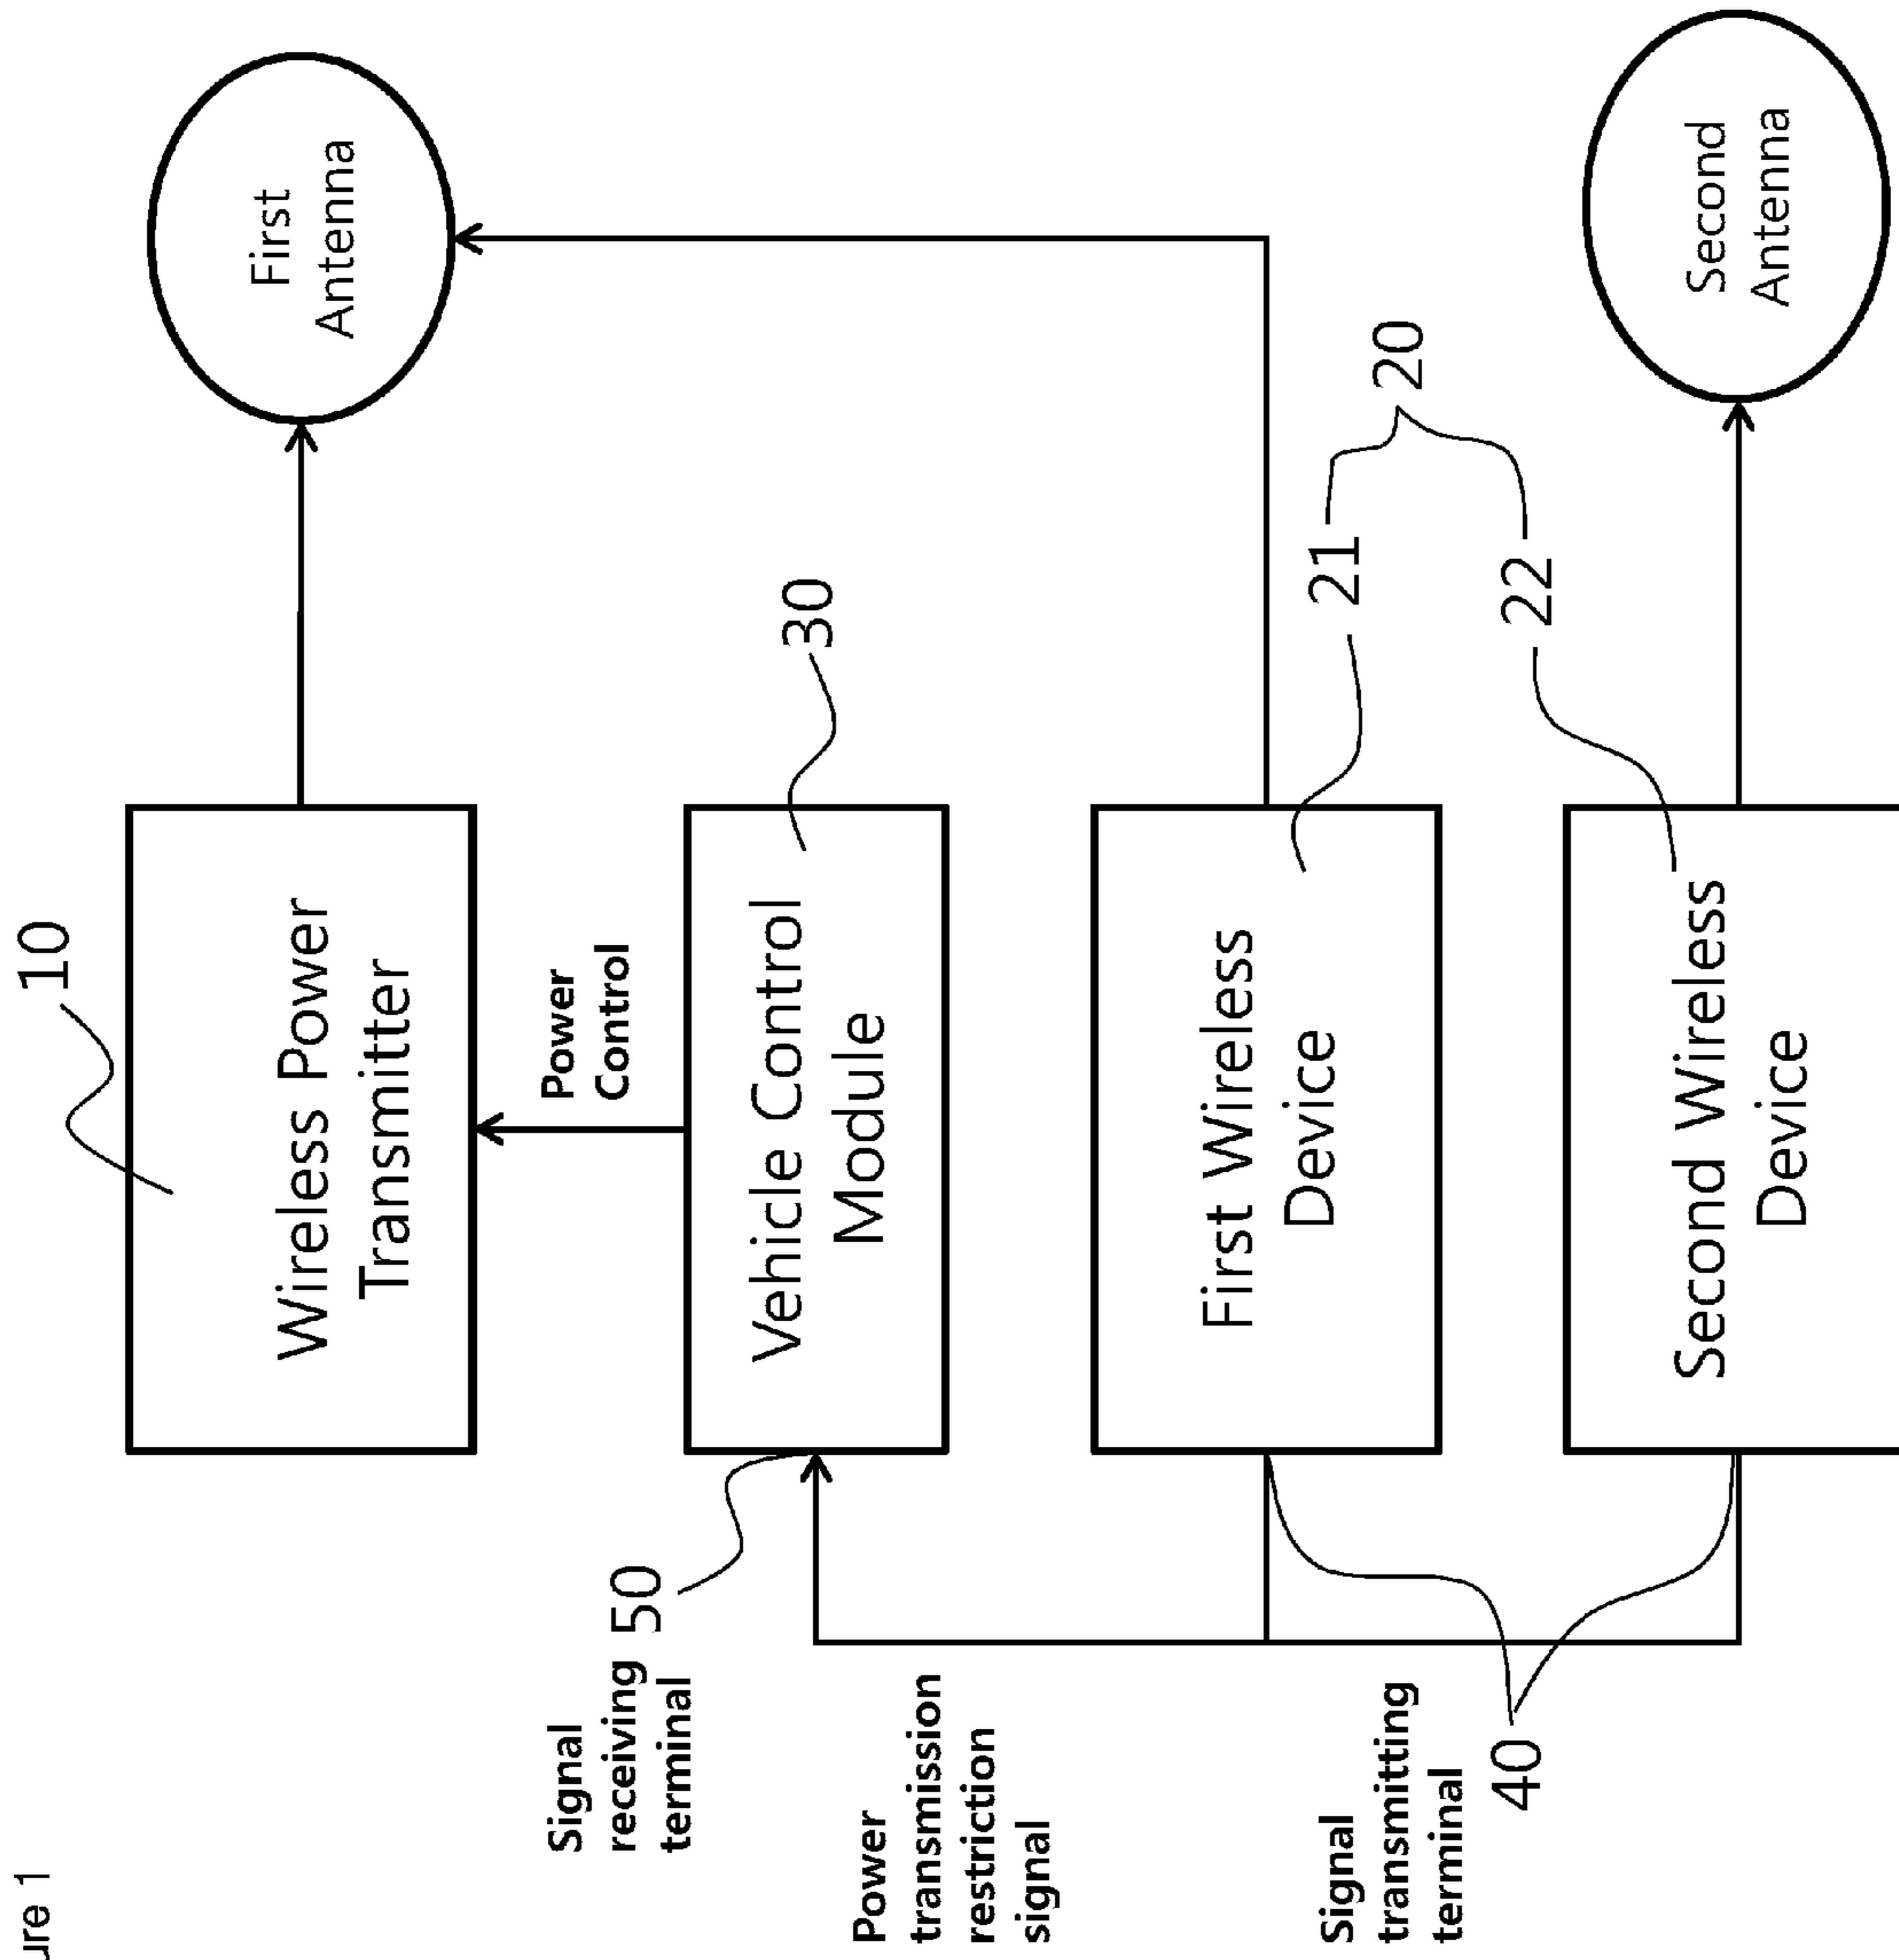 ure 1
10
Wireless Power
Transmitter
First
Antenna
Power
Control
Signal
receiving 50
terminal
Vehicle Control
Module
30
Power
transmission
restriction
signal
First Wireless
Device
21
20
Signal
transmitting
terminal
40
22
Second Wireless
Device
Second
Antenna